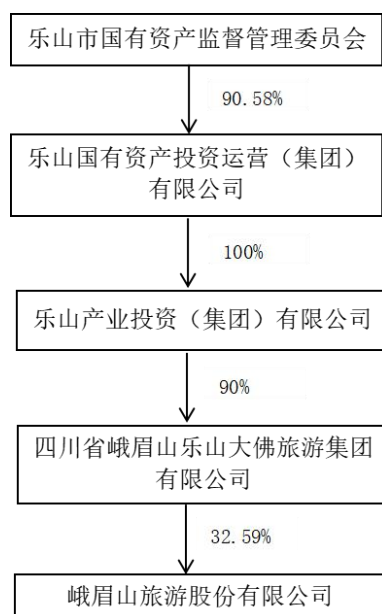 乐山市国有资产监督管理委员会
90.58%
乐山国有资产投资运营（集团）
有限公司
100%
乐山产业投资（集团）有限公司
90%
四川省峨眉山乐山大佛旅游集团
有限公司
32.59%
峨眉山旅游股份有限公司